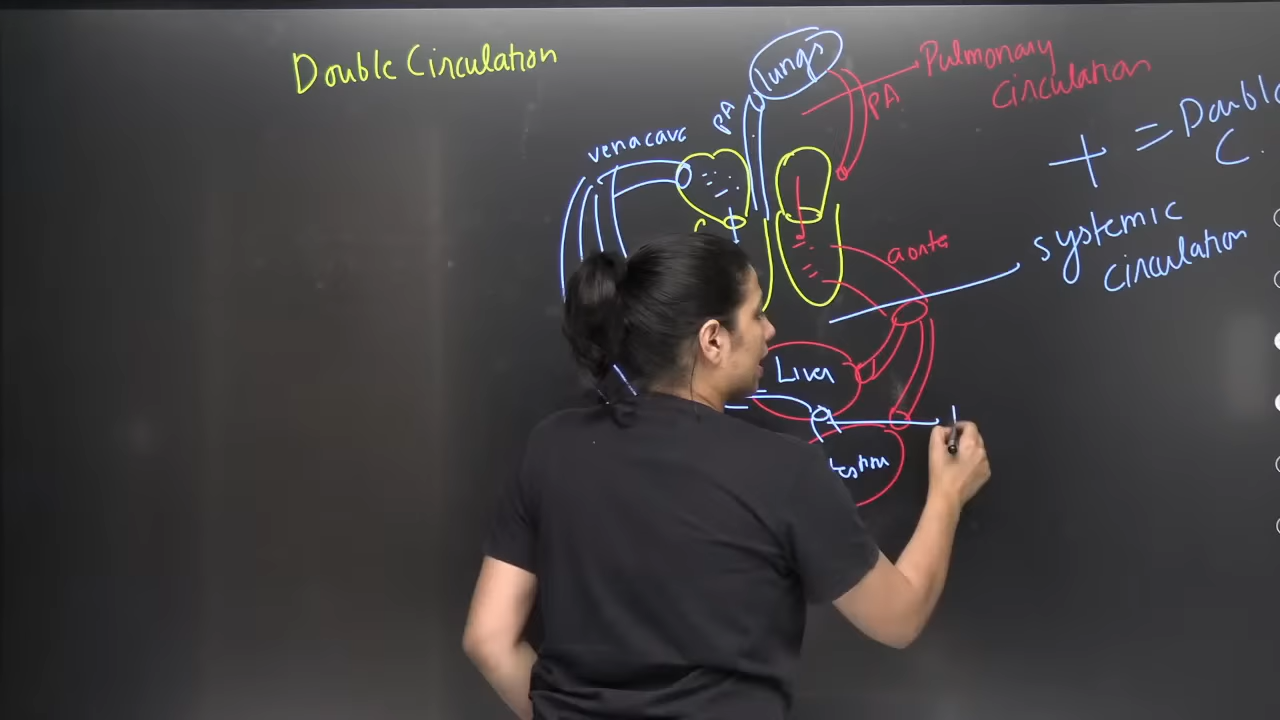 Double Circulation
lungs
Pulmonary
Circulation
PA
PA
venacava
+ = Double
C.
systemic
circulation
aorta
Liver